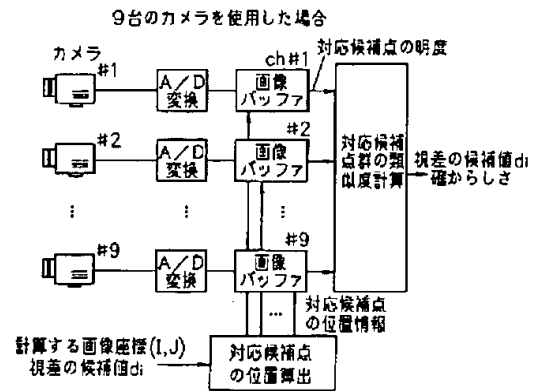 9台のカメラを使用した場合
カメラ
#1
A/D
変換
ch#1
画像
バッファ
対応候補点の明度
#2
A/D
変換
#2
画像
バッファ
対応候補
点群の類
似度計算
視差の候補値di
確からしさ
#9
A/D
変換
#9
画像
バッファ
対応候補点
の位置情報
計算する画像座標(I,J)
視差の候補値di
対応候補点
の位置算出